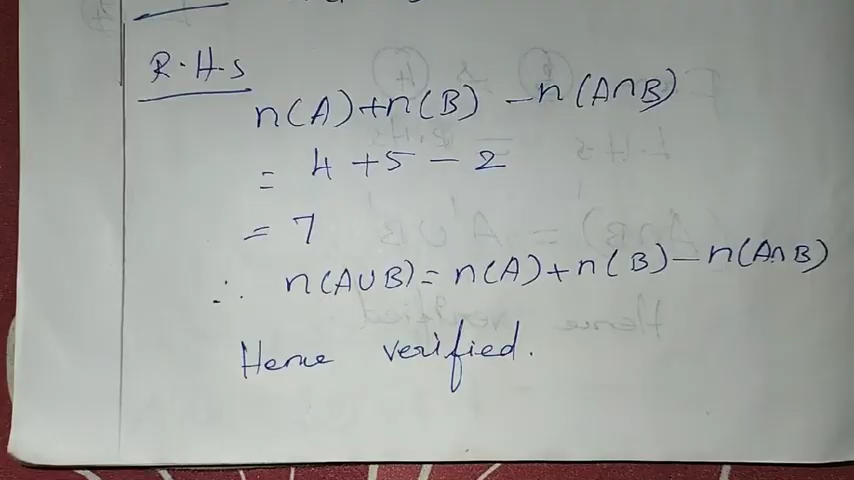 R.H.S
n(A)+n(B) -n(A∩B)
= 4 +5 - 2
= 7
∴ n(A∪B)= n(A)+n(B)-n(A∩B)
Hence verified.